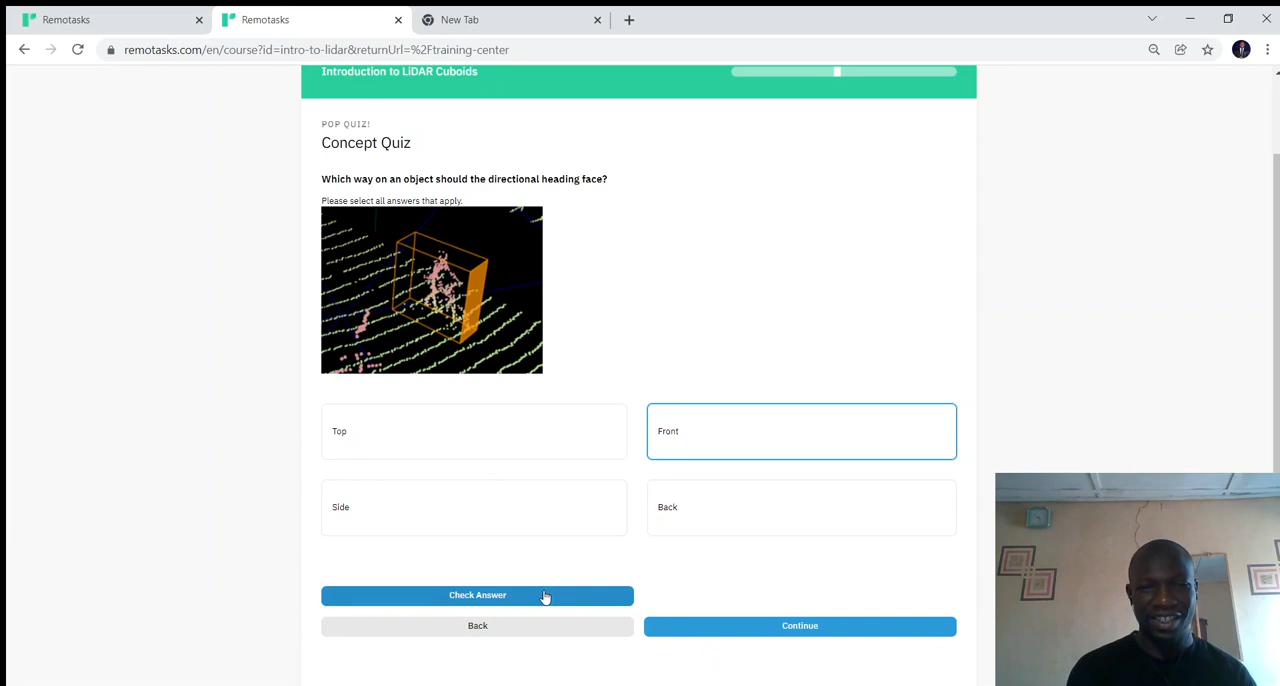 Remotasks
Remotasks
New Tab
remotasks.com/en/course?id=intro-to-lidar&returnUrl=%2Ftraining-center
Introduction to LiDAR Cuboids
POP QUIZ!
Concept Quiz
Which way on an object should the directional heading face?
Please select all answers that apply.
Top
Front
Side
Back
Check Answer
Back
Continue